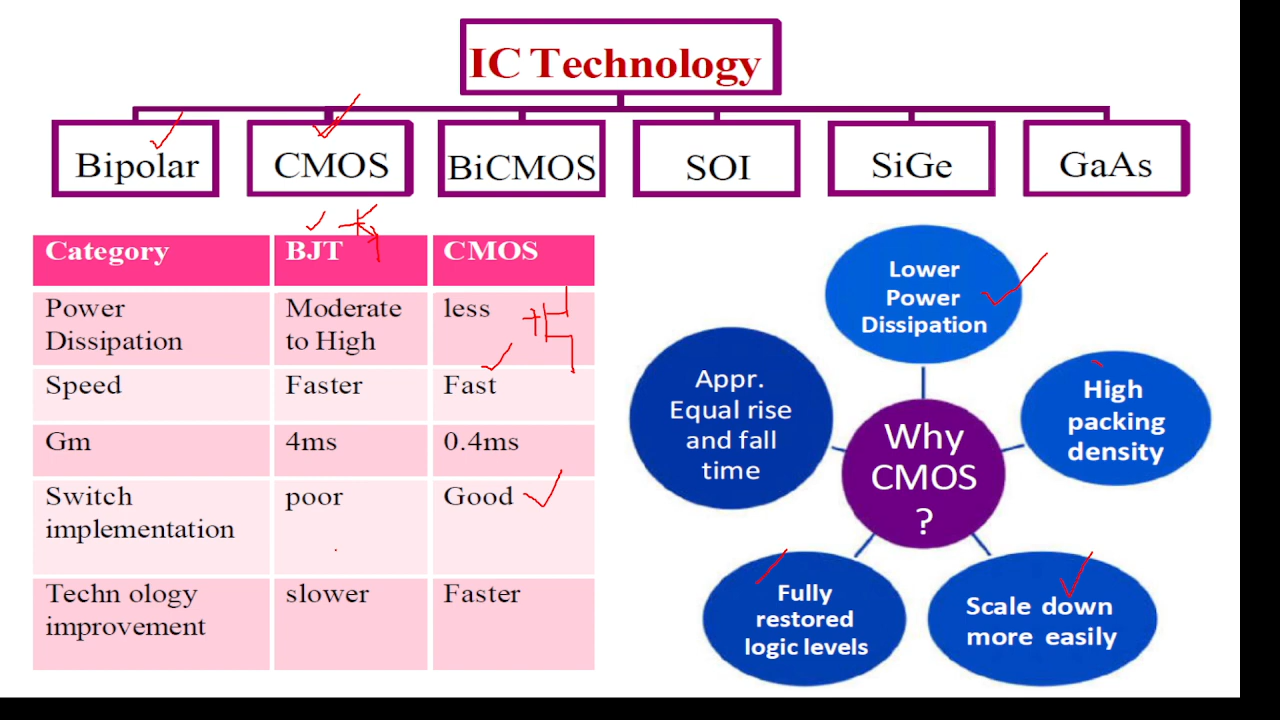 IC Technology
Bipolar
CMOS
BiCMOS
SOI
SiGe
GaAs
Category
BJT
CMOS
Power
Dissipation
Moderate
to High
less
Speed
Faster
Fast
Gm
4ms
0.4ms
Switch
implementation
poor
Good
Techn ology
improvement
slower
Faster
Lower
Power
Dissipation
Appr.
Equal rise
and fall
time
High
packing
density
Why
CMOS
?
Fully
restored
logic levels
Scale down
more easily